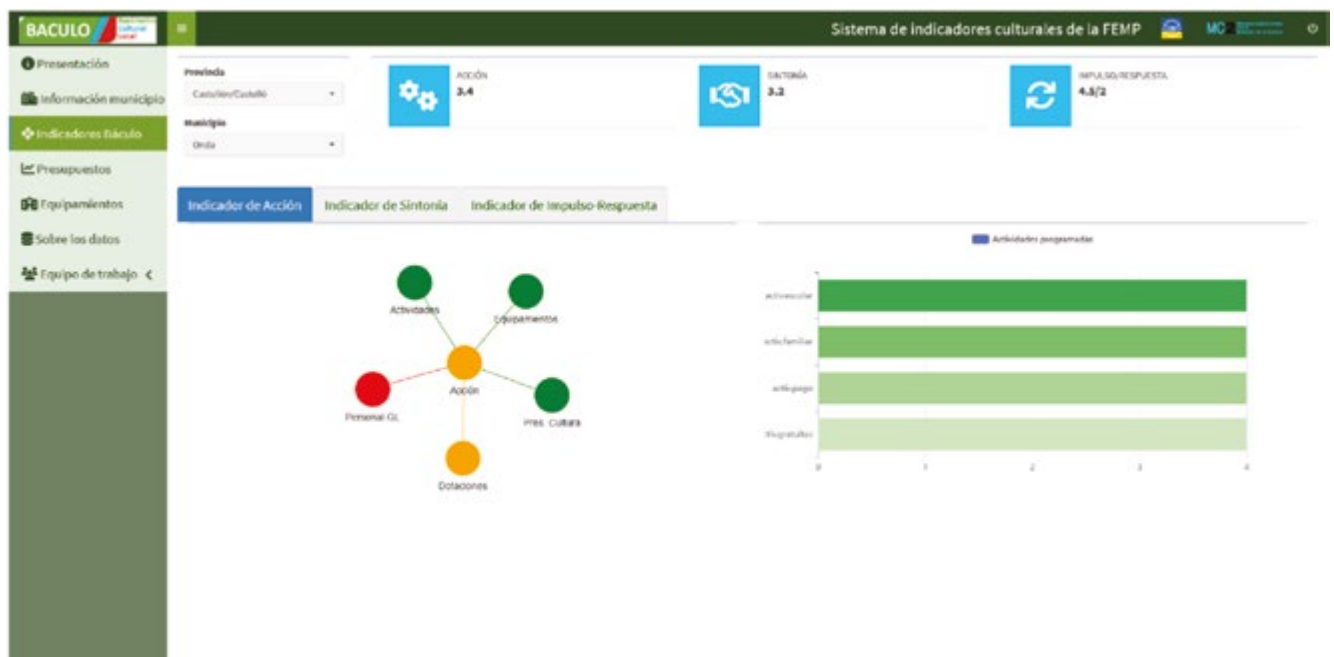 BACULO
Sistema de indicadores culturales de la FEMP
Presentación
Información municipio
Indicadores Báculo
Presupuestos
Equipamientos
Sobre los datos
Equipo de trabajo
Provincia
Castellón/Castelló
Municipio
Onda
ACCIÓN
3.4
SINTONÍA
3.2
IMPULSO/RESPUESTA
4.5/2
Indicador de Acción
Indicador de Sintonía
Indicador de Impulso-Respuesta
Actividades
Equipamientos
Acción
Personal GL
Pres. Cultura
Dotaciones
Actividades programadas
0 1 2 3 4